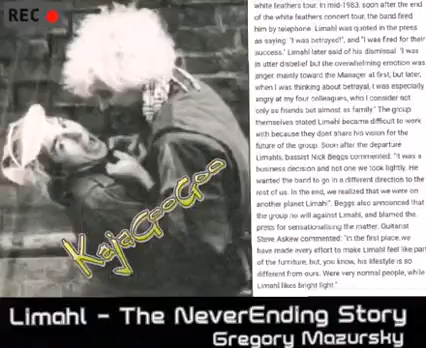 REC
white feathers tour. In mid-1983, soon after the end
of the white feathers concert tour, the band fired
him by telephone. Limahl was quoted in the press
as saying: "I was betrayed!", and "I was fired for their
success." Limahl later said of his dismissal: "I was
in utter disbelief but the overwhelming emotion was
anger mainly toward the Manager at first, but later,
when I was thinking about betrayal, I was especially
angry at my four colleagues, who I consider not
only as friends but almost as family." The group
themselves stated Limahl became difficult to work
with because they dont share his vision for the
future of the group. Soon after the departure
Limahls, bassist Nick Beggs commented: "It was a
business decision and not one we took lightly. He
wanted the band to go in a different direction to the
rest of us. In the end, we realized that we were on
another planet Limahl". Beggs also announced that
the group no will against Limahl, and blamed the
press for sensationalising the matter. Guitarist
Steve Askew commented: "In the first place, we
have made every effort to make Limahl feel like part
of the furniture, but, you know, his lifestyle is so
different from ours. Were very normal people, while
Limahl likes bright light."
KajaGooGoo
Limahl - The NeverEnding Story
Gregory Mazursky